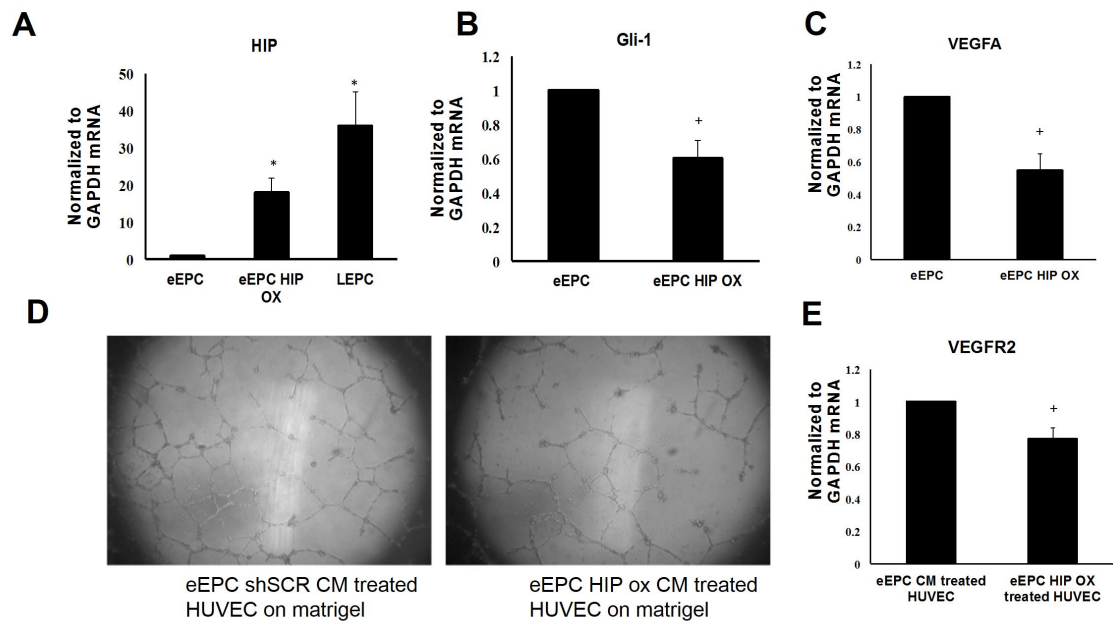 A
HIP
Normalized to
GAPDH mRNA
50
40
30
20
10
0
*
*
eEPC
eEPC HIP
OX
LEPC
B
Gli-1
Normalized to
GAPDH mRNA
1.2
1
0.8
0.6
0.4
0.2
0
+
eEPC
eEPC HIP OX
C
VEGFA
Normalized to
GAPDH mRNA
1.2
1
0.8
0.6
0.4
0.2
0
+
eEPC
eEPC HIP OX
D
eEPC shSCR CM treated
HUVEC on matrigel
eEPC HIP ox CM treated
HUVEC on matrigel
E
VEGFR2
Normalized to
GAPDH mRNA
1.2
1
0.8
0.6
0.4
0.2
0
+
eEPC CM treated
HUVEC
eEPC HIP OX
treated HUVEC